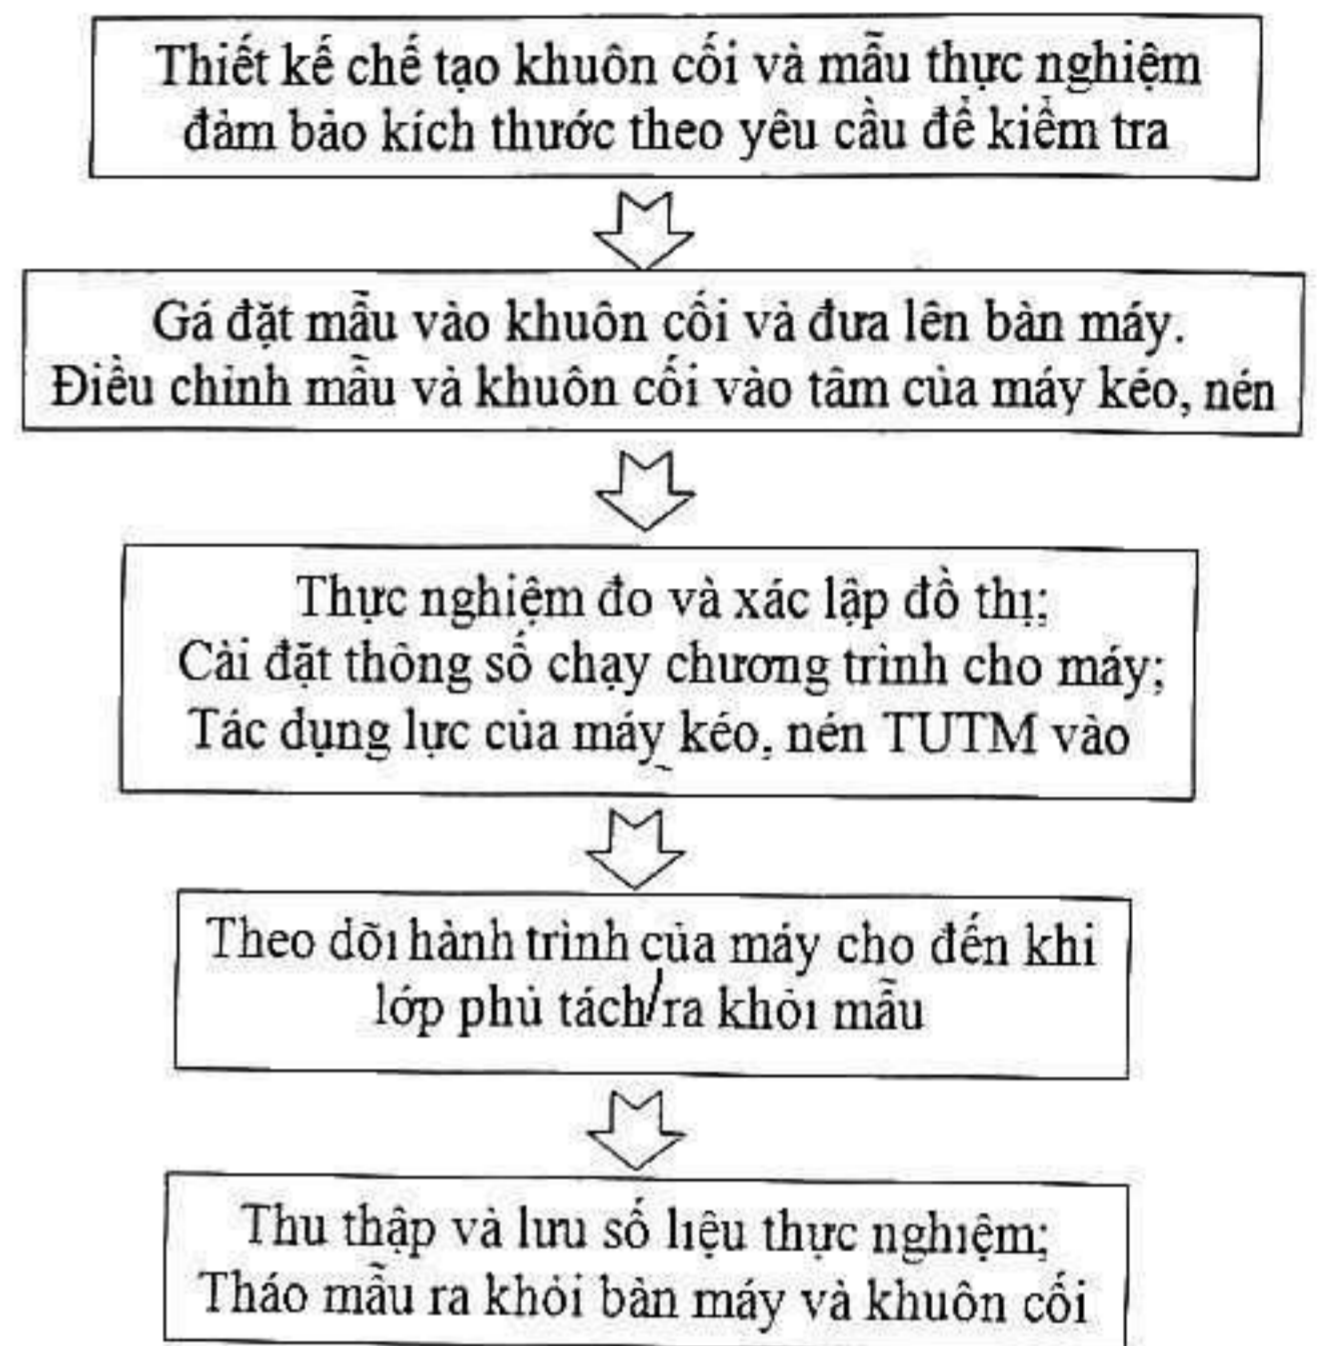 Thiết kế chế tạo khuôn cối và mẫu thực nghiệm
đảm bảo kích thước theo yêu cầu để kiểm tra
Gá đặt mẫu vào khuôn cối và đưa lên bàn máy.
Điều chỉnh mẫu và khuôn cối vào tâm của máy kéo, nén
Thực nghiệm đo và xác lập đồ thị;
Cài đặt thông số chạy chương trình cho máy;
Tác dụng lực của máy kéo, nén TUTM vào
Theo dõi hành trình của máy cho đến khi
lớp phủ tách ra khỏi mẫu
Thu thập và lưu số liệu thực nghiệm;
Tháo mẫu ra khỏi bàn máy và khuôn cối